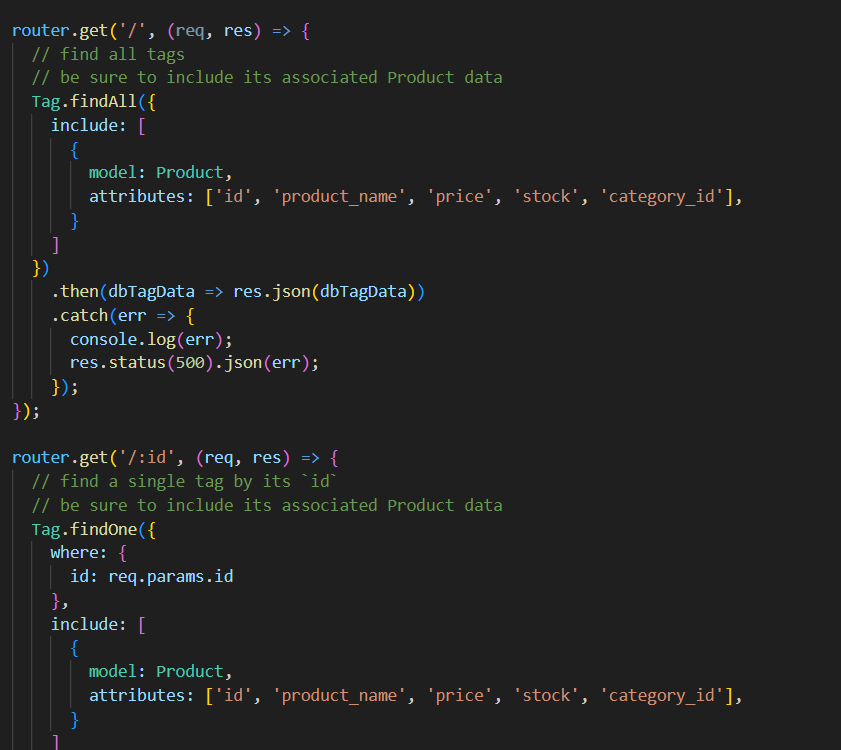 router.get('/', (req, res) => {
  // find all tags
  // be sure to include its associated Product data
  Tag.findAll({
    include: [
      {
        model: Product,
        attributes: ['id', 'product_name', 'price', 'stock', 'category_id'],
      }
    ]
  })
    .then(dbTagData => res.json(dbTagData))
    .catch(err => {
      console.log(err);
      res.status(500).json(err);
    });
});

router.get('/:id', (req, res) => {
  // find a single tag by its `id`
  // be sure to include its associated Product data
  Tag.findOne({
    where: {
      id: req.params.id
    },
    include: [
      {
        model: Product,
        attributes: ['id', 'product_name', 'price', 'stock', 'category_id'],
      }
    ]